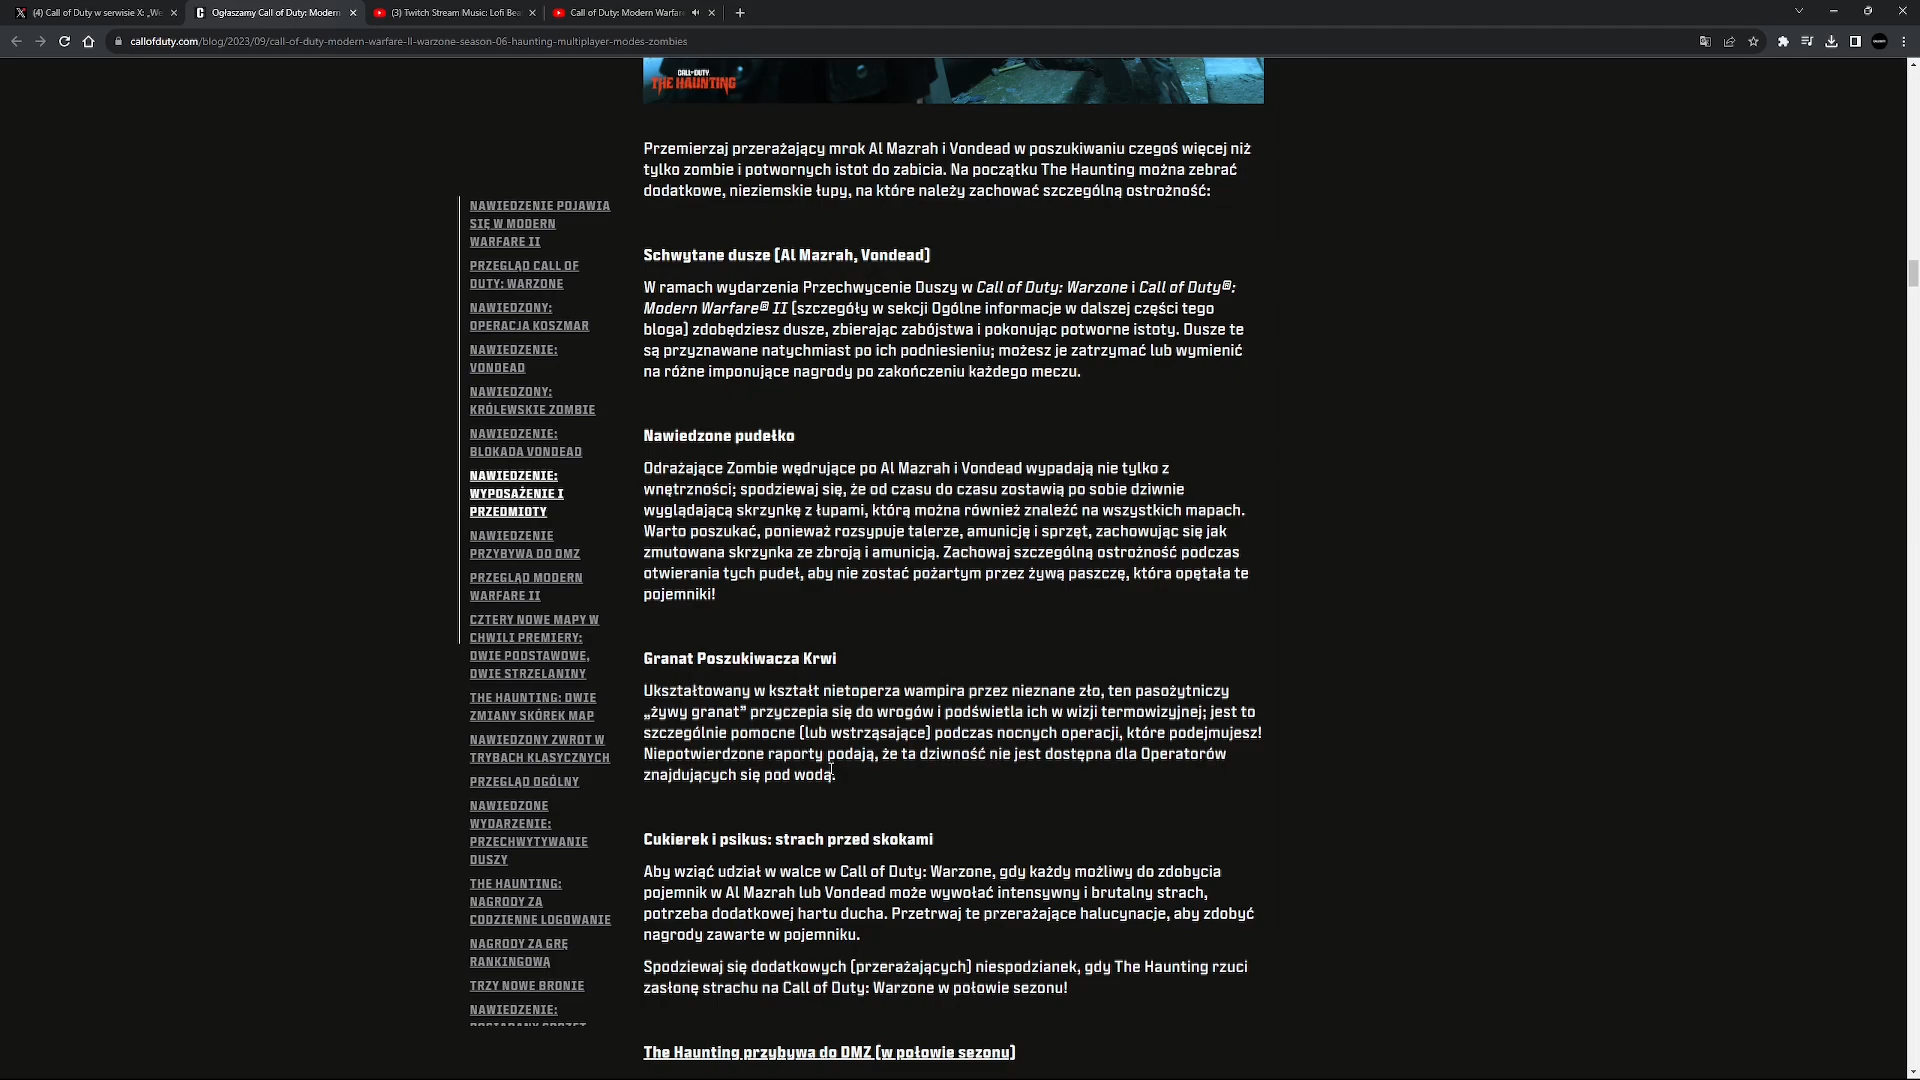 (4) Call of Duty w serwisie X: „We
Ogłaszamy Call of Duty: Modern
(3) Twitch Stream Music: Lofi Bea
Call of Duty: Modern Warfare
callofduty.com/blog/2023/09/call-of-duty-modern-warfare-II-warzone-season-06-haunting-multiplayer-modes-zombies
CALL OF DUTY
THE HAUNTING
Przemierzaj przerażający mrok Al Mazrah i Vondead w poszukiwaniu czegoś więcej niż
tylko zombie i potwornych istot do zabicia. Na początku The Haunting można zebrać
dodatkowe, nieziemskie łupy, na które należy zachować szczególną ostrożność:
NAWIEDZENIE POJAWIA
SIĘ W MODERN
WARFARE II
PRZEGLĄD CALL OF
DUTY: WARZONE
NAWIEDZONY:
OPERACJA KOSZMAR
NAWIEDZENIE:
VONDEAD
NAWIEDZONY:
KRÓLEWSKIE ZOMBIE
NAWIEDZENIE:
BLOKADA VONDEAD
NAWIEDZENIE:
WYPOSAŻENIE I
PRZEDMIOTY
NAWIEDZENIE
PRZYBYWA DO DMZ
PRZEGLĄD MODERN
WARFARE II
CZTERY NOWE MAPY W
CHWILI PREMIERY:
DWIE PODSTAWOWE,
DWIE STRZELANINY
THE HAUNTING: DWIE
ZMIANY SKÓREK MAP
NAWIEDZONY ZWROT W
TRYBACH KLASYCZNYCH
PRZEGLĄD OGÓLNY
NAWIEDZONE
WYDARZENIE:
PRZECHWYTYWANIE
DUSZY
THE HAUNTING:
NAGRODY ZA
CODZIENNE LOGOWANIE
NAGRODY ZA GRĘ
RANKINGOWĄ
TRZY NOWE BRONIE
NAWIEDZENIE:
Schwytane dusze (Al Mazrah, Vondead)
W ramach wydarzenia Przechwycenie Duszy w Call of Duty: Warzone i Call of Duty®:
Modern Warfare® II (szczegóły w sekcji Ogólne informacje w dalszej części tego
bloga) zdobędziesz dusze, zbierając zabójstwa i pokonując potworne istoty. Dusze te
są przyznawane natychmiast po ich podniesieniu; możesz je zatrzymać lub wymienić
na różne imponujące nagrody po zakończeniu każdego meczu.
Nawiedzone pudełko
Odrażające Zombie wędrujące po Al Mazrah i Vondead wypadają nie tylko z
wnętrzności; spodziewaj się, że od czasu do czasu zostawią po sobie dziwnie
wyglądającą skrzynkę z łupami, którą można również znaleźć na wszystkich mapach.
Warto poszukać, ponieważ rozsypuje talerze, amunicję i sprzęt, zachowując się jak
zmutowana skrzynka ze zbroją i amunicją. Zachowaj szczególną ostrożność podczas
otwierania tych pudeł, aby nie zostać pożartym przez żywą paszczę, która opętała te
pojemniki!
Granat Poszukiwacza Krwi
Ukształtowany w kształt nietoperza wampira przez nieznane zło, ten pasożytniczy
„żywy granat” przyczepia się do wrogów i podświetla ich w wizji termowizyjnej; jest to
szczególnie pomocne (lub wstrząsające) podczas nocnych operacji, które podejmujesz!
Niepotwierdzone raporty podają, że ta dziwność nie jest dostępna dla Operatorów
znajdujących się pod wodą.
Cukierek i psikus: strach przed skokami
Aby wziąć udział w walce w Call of Duty: Warzone, gdy każdy możliwy do zdobycia
pojemnik w Al Mazrah lub Vondead może wywołać intensywny i brutalny strach,
potrzeba dodatkowej hartu ducha. Przetrwaj te przerażające halucynacje, aby zdobyć
nagrody zawarte w pojemniku.
Spodziewaj się dodatkowych (przerażających) niespodzianek, gdy The Haunting rzuci
zasłonę strachu na Call of Duty: Warzone w połowie sezonu!
The Haunting przybywa do DMZ (w połowie sezonu)